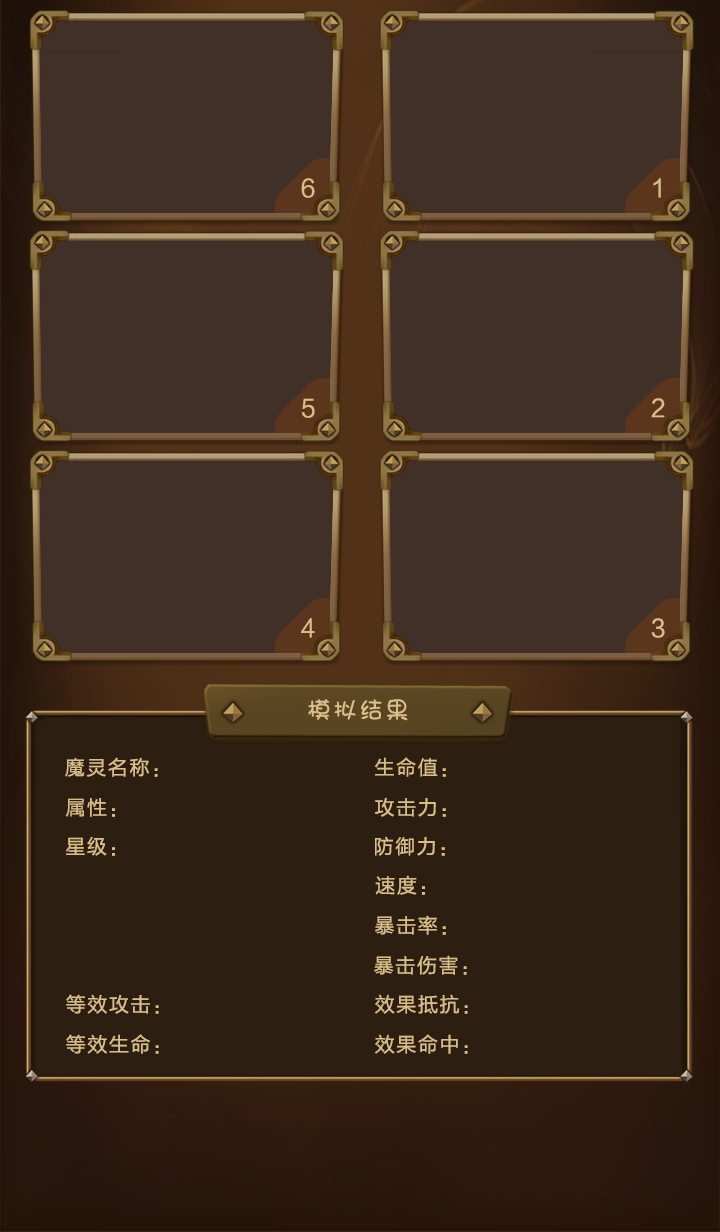 6
1
5
2
4
3
模拟结果
魔灵名称： 生命值：
属性： 攻击力：
星级： 防御力：
速度：
暴击率：
暴击伤害：
等效攻击： 效果抵抗：
等效生命： 效果命中：